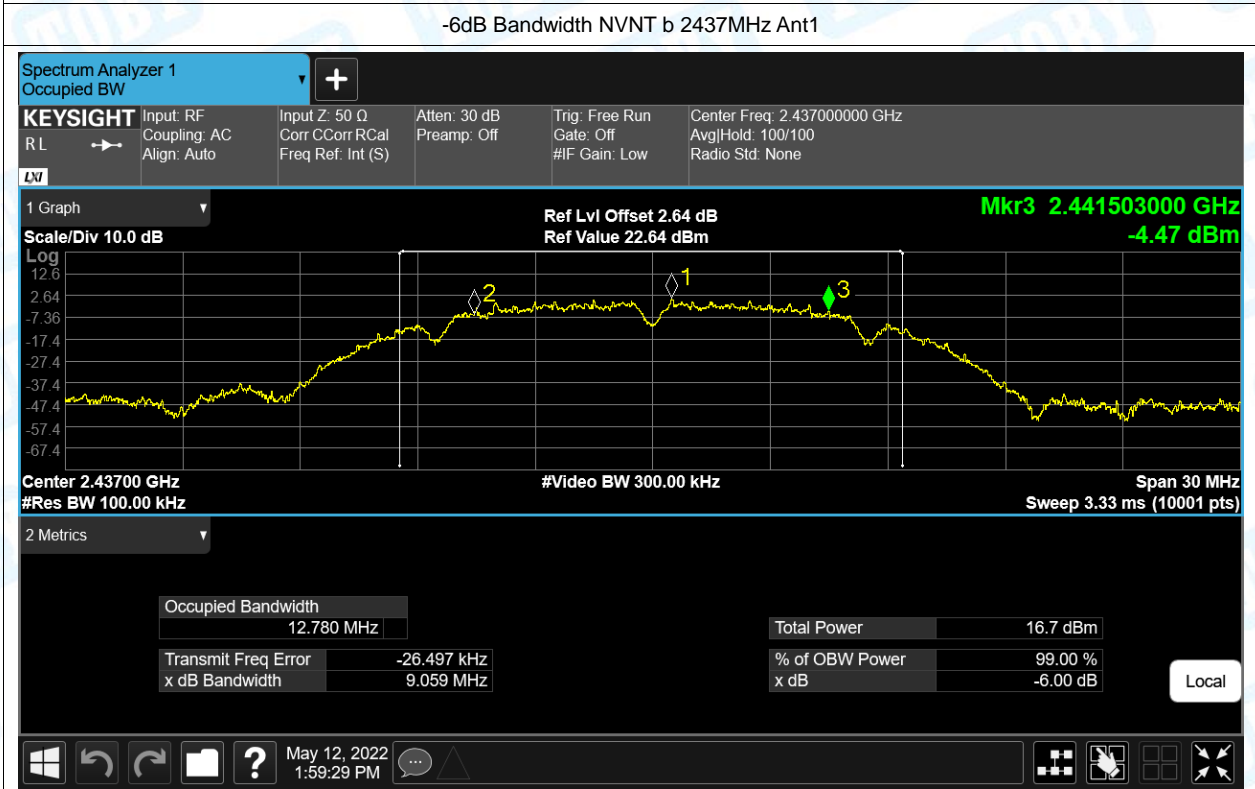 -6dB Bandwidth NVNT b 2437MHz Ant1
Spectrum Analyzer 1
Occupied BW
KEYSIGHT
RL
LXI
Input: RF
Coupling: AC
Align: Auto
Input Z: 50 Ω
Corr CCorr RCal
Freq Ref: Int (S)
Atten: 30 dB
Preamp: Off
Trig: Free Run
Gate: Off
#IF Gain: Low
Center Freq: 2.437000000 GHz
Avg|Hold: 100/100
Radio Std: None
1 Graph
Scale/Div 10.0 dB
Ref Lvl Offset 2.64 dB
Ref Value 22.64 dBm
Mkr3 2.441503000 GHz
-4.47 dBm
Log
12.6
2.64
-7.36
-17.4
-27.4
-37.4
-47.4
-57.4
-67.4
2
1
3
Center 2.43700 GHz
#Video BW 300.00 kHz
Span 30 MHz
#Res BW 100.00 kHz
Sweep 3.33 ms (10001 pts)
2 Metrics
Occupied Bandwidth
12.780 MHz
Total Power 16.7 dBm
Transmit Freq Error -26.497 kHz
% of OBW Power 99.00 %
x dB Bandwidth 9.059 MHz
x dB -6.00 dB
Local
?
May 12, 2022
1:59:29 PM